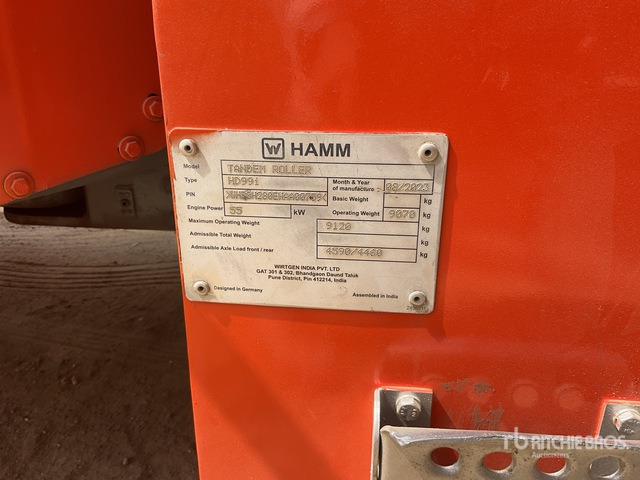 W HAMM
Model TANDEM ROLLER
Type HD99i Month & Year of manufacture 08/2023
PIN Basic Weight kg
Engine Power 55 kW Operating Weight 9070 kg
Maximum Operating Weight 9120 kg
Admissible Total Weight kg
Admissible Axle Load front / rear 4590/4460 kg
WIRTGEN INDIA PVT. LTD
GAT 301 & 302, Bhandgaon Daund Taluk
Pune District, Pin 412214, India
Designed in Germany Assembled in India
rb RITCHIE BROS.
Auctioneers